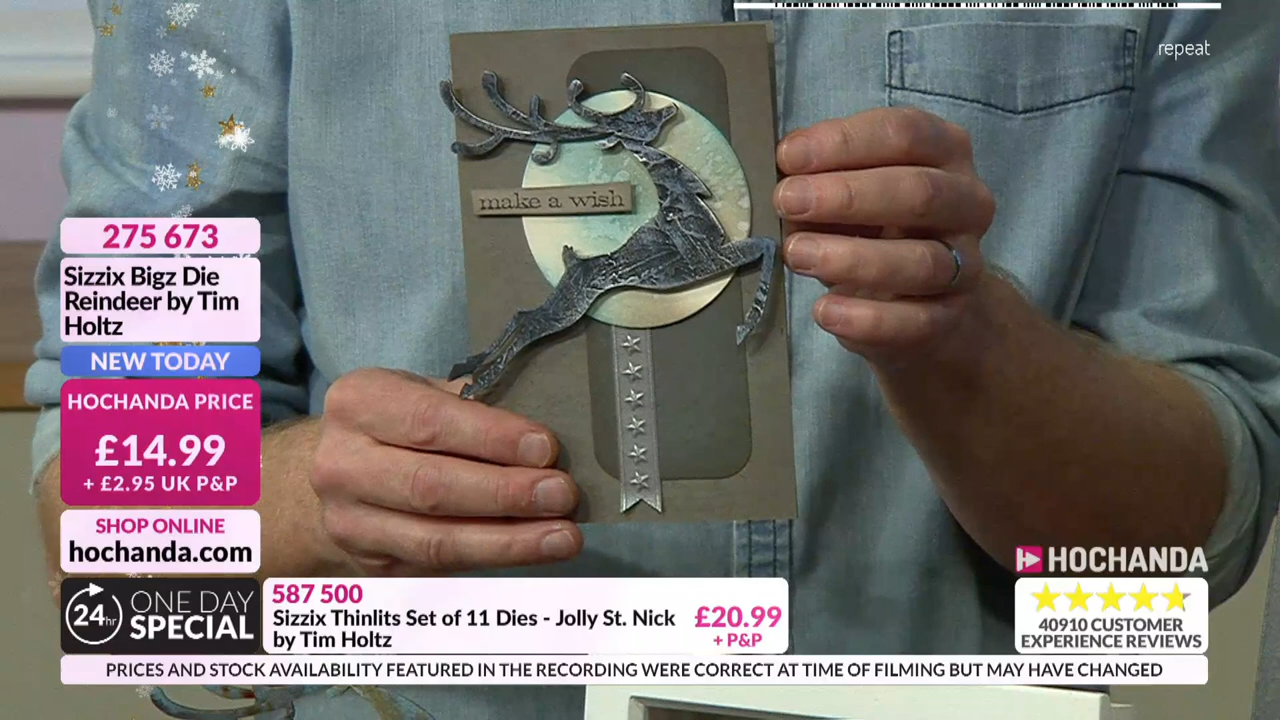 repeat
make a wish
275 673
Sizzix Bigz Die
Reindeer by Tim
Holtz
NEW TODAY
HOCHANDA PRICE
£14.99
+ £2.95 UK P&P
SHOP ONLINE
hochanda.com
24hr
ONE DAY
SPECIAL
587 500
Sizzix Thinlits Set of 11 Dies - Jolly St. Nick
by Tim Holtz
£20.99
+ P&P
HOCHANDA
40910 CUSTOMER
EXPERIENCE REVIEWS
PRICES AND STOCK AVAILABILITY FEATURED IN THE RECORDING WERE CORRECT AT TIME OF FILMING BUT MAY HAVE CHANGED